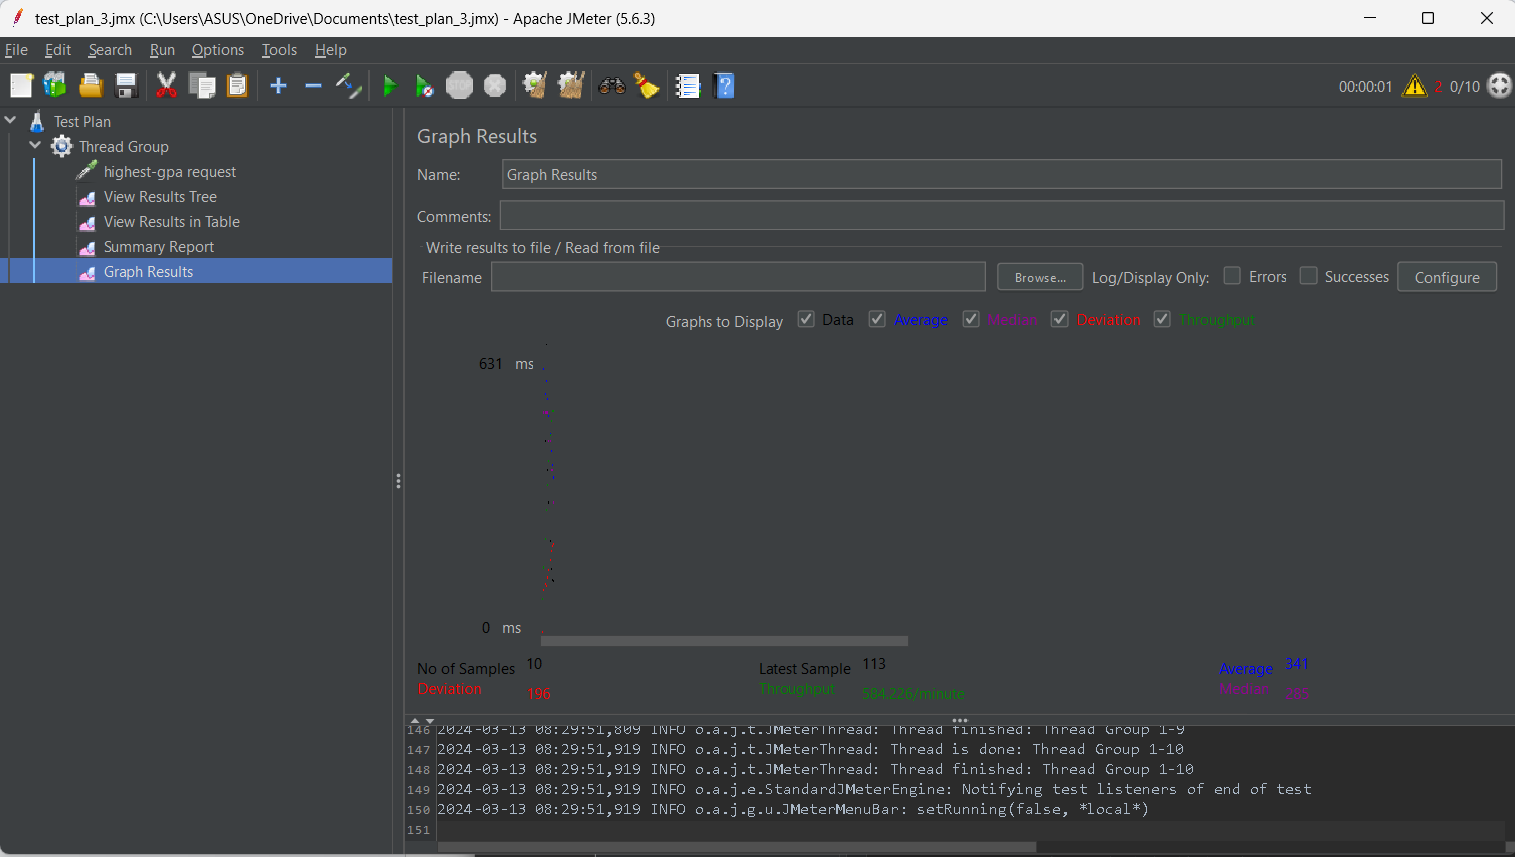 test_plan_3.jmx (C:\Users\ASUS\OneDrive\Documents\test_plan_3.jmx) - Apache JMeter (5.6.3)
File Edit Search Run Options Tools Help
STOP 00:00:01 2 0/10
Test Plan
Thread Group
highest-gpa request
View Results Tree
View Results in Table
Summary Report
Graph Results
Graph Results
Name: Graph Results
Comments:
Write results to file / Read from file
Filename Browse... Log/Display Only: Errors Successes Configure
Graphs to Display Data Average Median Deviation Throughput
631 ms
0 ms
No of Samples 10 Latest Sample 113 Average 341
Deviation 196 Throughput 584.226/minute Median
146 2024-03-13 08:29:51,809 INFO o.a.j.t.JMeterThread: Thread finished: Thread Group 1-9
147 2024-03-13 08:29:51,919 INFO o.a.j.t.JMeterThread: Thread is done: Thread Group 1-10
148 2024-03-13 08:29:51,919 INFO o.a.j.t.JMeterThread: Thread finished: Thread Group 1-10
149 2024-03-13 08:29:51,919 INFO o.a.j.e.StandardJMeterEngine: Notifying test listeners of end of test
150 2024-03-13 08:29:51,919 INFO o.a.j.g.u.JMeterMenuBar: setRunning(false, *local*)
151